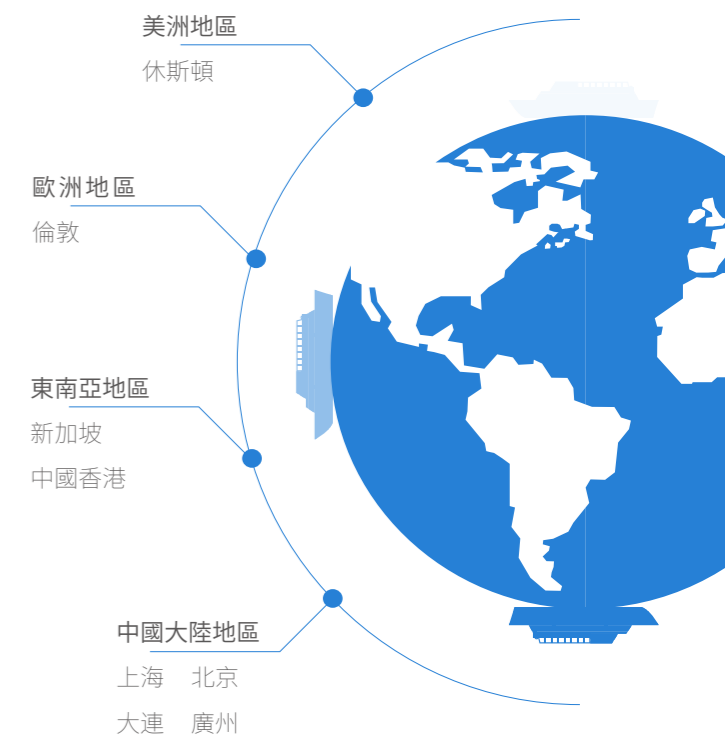 美洲地區
休斯頓
歐洲地區
倫敦
東南亞地區
新加坡
中國香港
中國大陸地區
上海 北京
大連 廣州